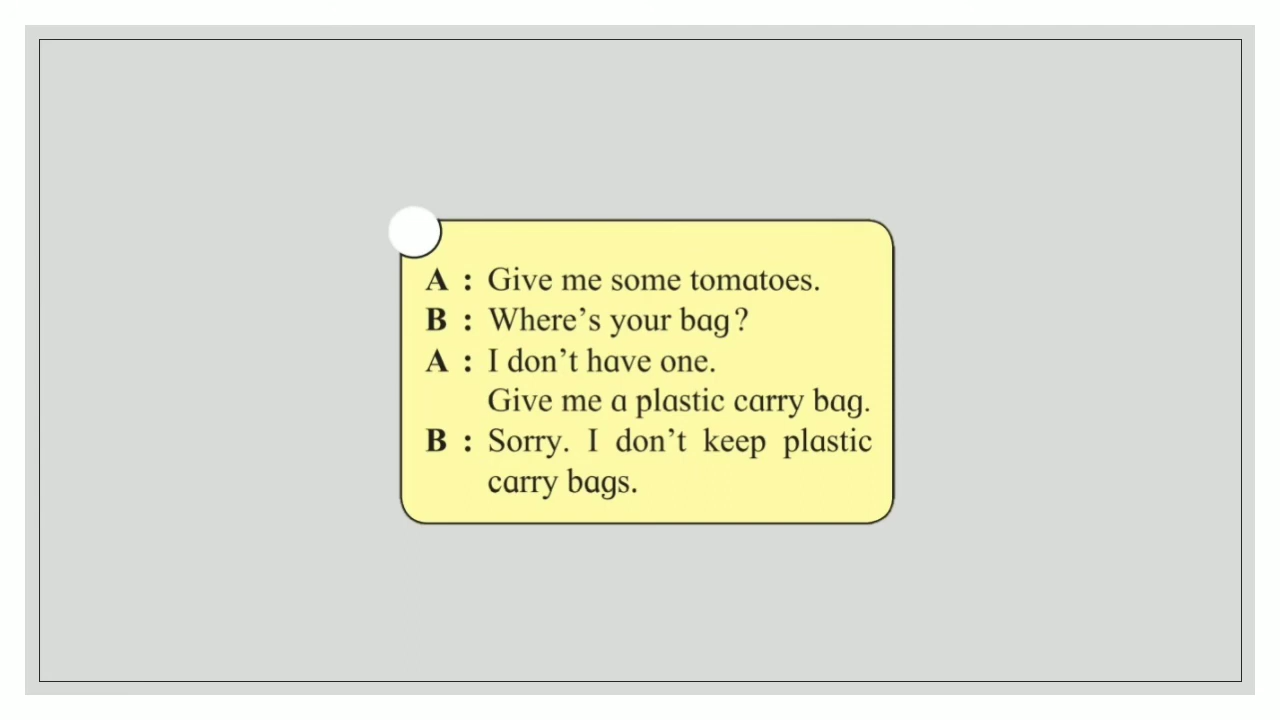 A : Give me some tomatoes.
B : Where’s your bag?
A : I don’t have one.
Give me a plastic carry bag.
B : Sorry. I don’t keep plastic
carry bags.